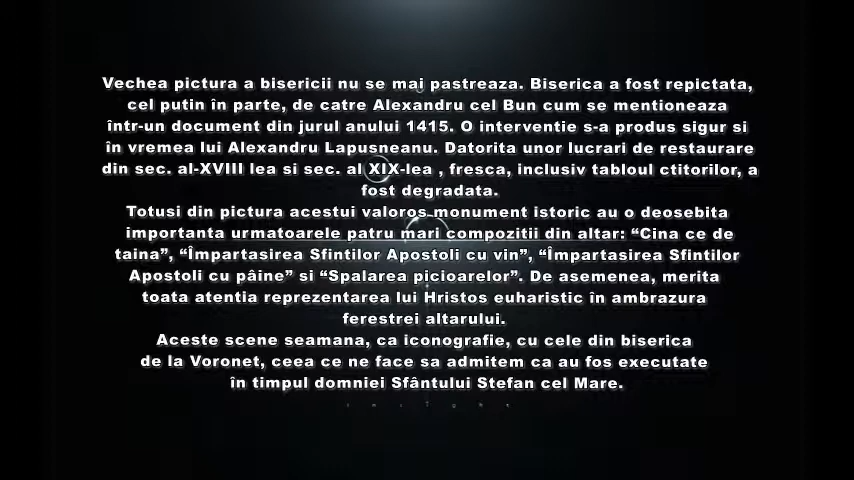 Vechea pictura a bisericii nu se mai pastreaza. Biserica a fost repictata,
cel putin în parte, de catre Alexandru cel Bun cum se mentioneaza
într-un document din jurul anului 1415. O interventie s-a produs sigur si
în vremea lui Alexandru Lapusneanu. Datorita unor lucrari de restaurare
din sec. al-XVIII lea si sec. al XIX-lea , fresca, inclusiv tabloul ctitorilor, a
fost degradata.
Totusi din pictura acestui valoros monument istoric au o deosebita
importanta urmatoarele patru mari compozitii din altar: “Cina ce de
taina”, “Împartasirea Sfintilor Apostoli cu vin”, “Împartasirea Sfintilor
Apostoli cu pâine” si “Spalarea picioarelor”. De asemenea, merita
toata atentia reprezentarea lui Hristos euharistic în ambrazura
ferestrei altarului.
Aceste scene seamana, ca iconografie, cu cele din biserica
de la Voronet, ceea ce ne face sa admitem ca au fos executate
în timpul domniei Sfântului Stefan cel Mare.